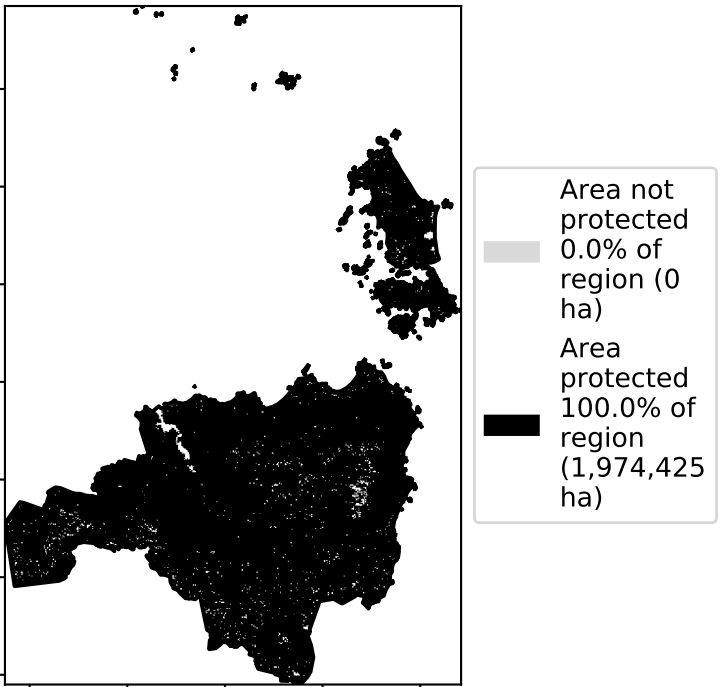 Area not
protected
0.0% of
region (0
ha)
Area
protected
100.0% of
region
(1,974,425
ha)